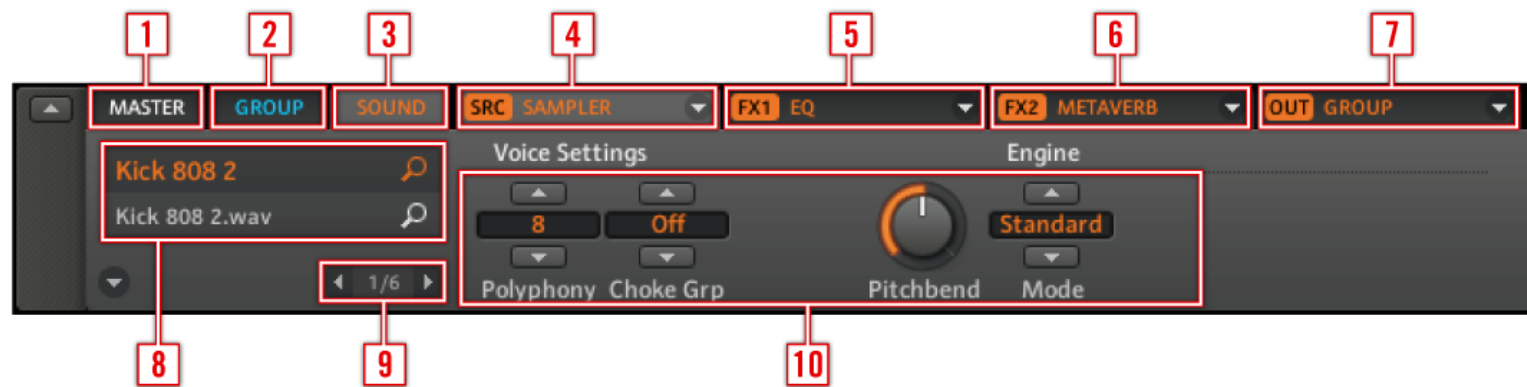 1 2 3 4 5 6 7
MASTER GROUP SOUND SRC SAMPLER FX1 EQ FX2 METAVERB OUT GROUP
Voice Settings Engine
Kick 808 2
Kick 808 2.wav
8 Off Standard
1/6
Polyphony Choke Grp Pitchbend Mode
8 9 10